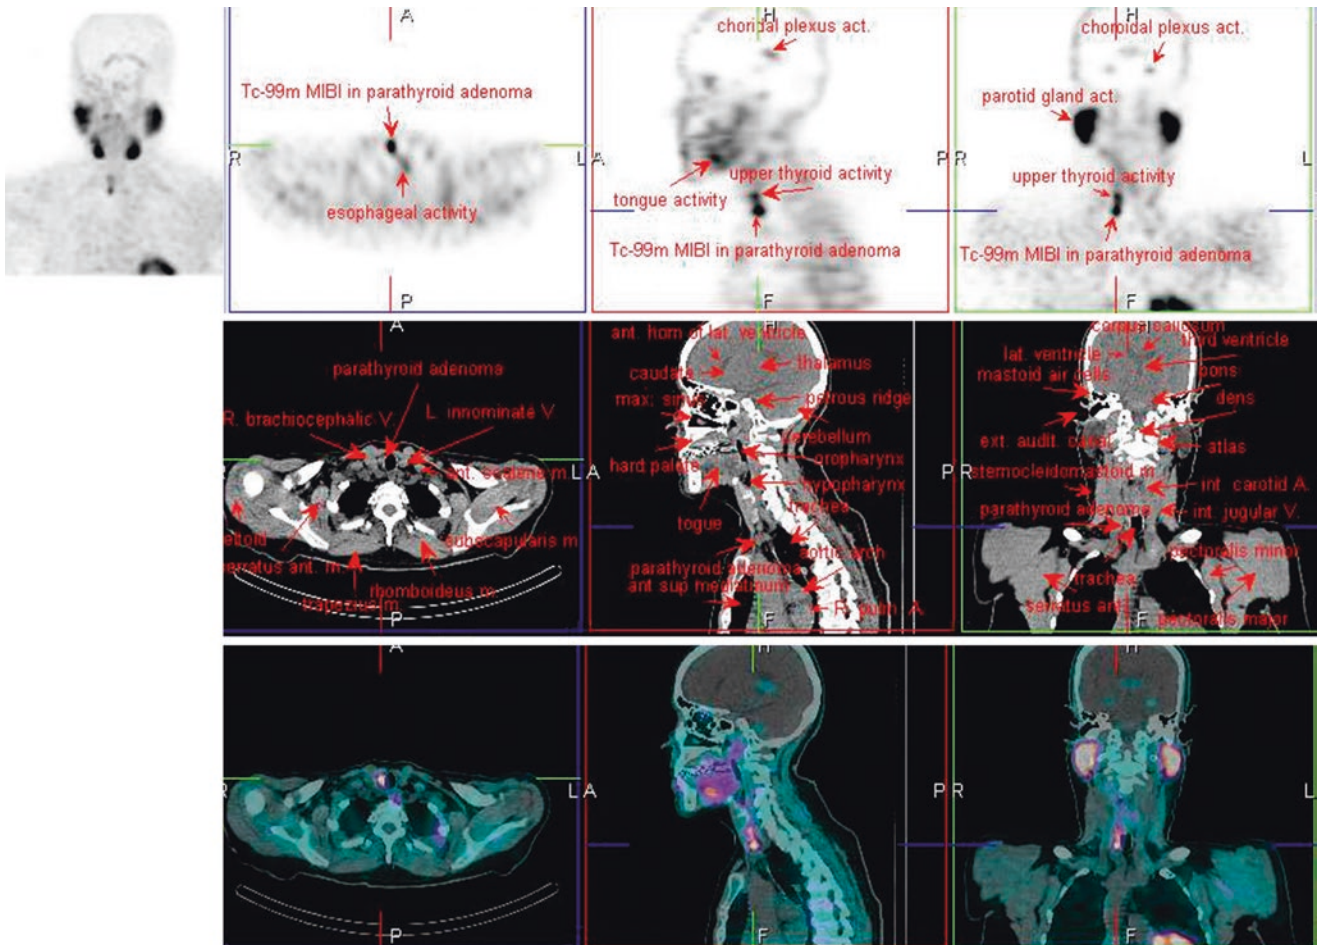 A
Tc-99m MIBI in parathyroid adenoma
R
L
esophageal activity
P
H
choridal plexus act.
A
P
upper thyroid activity
tongue activity
Tc-99m MIBI in parathyroid adenoma
F
H
choroidal plexus act.
parotid gland act.
R
L
upper thyroid activity
Tc-99m MIBI in parathyroid adenoma
F
A
parathyroid adenoma
R. brachiocephalic V.
L. innominate V.
ant. scalene m.
R
L
deltoid
subscapularis m.
serratus ant. m.
rhomboideus m.
trapezius m.
P
H
ant. horn of lat. ventricle
thalamus
caudate
max. sinus
petrous ridge
cerebellum
hard palate
oropharynx
A
P
hypopharynx
togue
trachea
aortic arch
parathyroid adenoma
ant sup mediatinum
R. pulm. A.
F
corpus callosum
third ventricle
lat. ventricle
mastoid air cells
pons
dens
ext. audit. canal
atlas
R
L
sternocleidomastoid m.
int. carotid A.
parathyroid adenoma
int. jugular V.
pectoralis minor
trachea
serratus ant.
pectoralis major
F
A
R
L
P
H
A
P
F
H
R
L
F